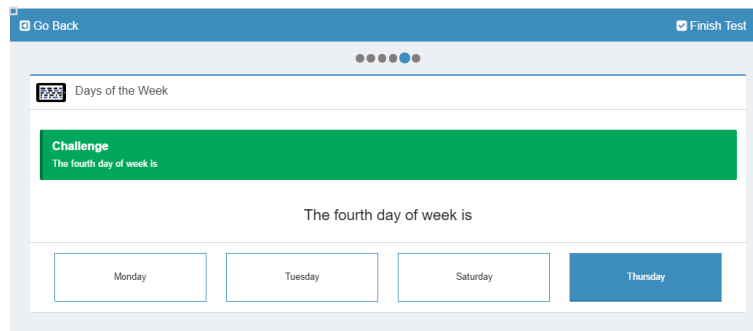 Go Back
Finish Test
Days of the Week
Challenge
The fourth day of week is
The fourth day of week is
Monday
Tuesday
Saturday
Thursday